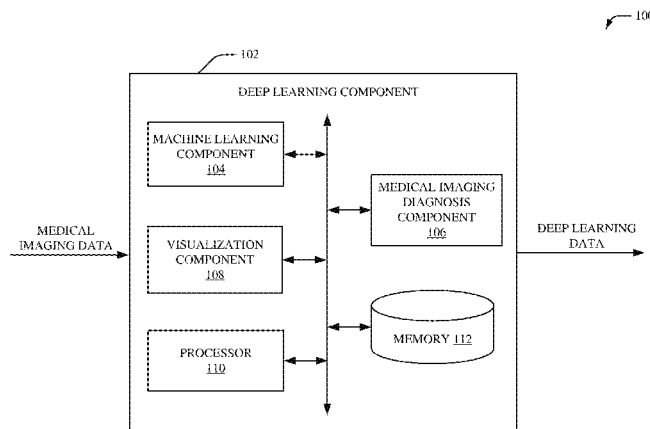 100
102
DEEP LEARNING COMPONENT
MACHINE LEARNING
COMPONENT
104
MEDICAL IMAGING
DIAGNOSIS
COMPONENT
106
MEDICAL
IMAGING DATA
DEEP LEARNING
DATA
VISUALIZATION
COMPONENT
108
MEMORY 112
PROCESSOR
110